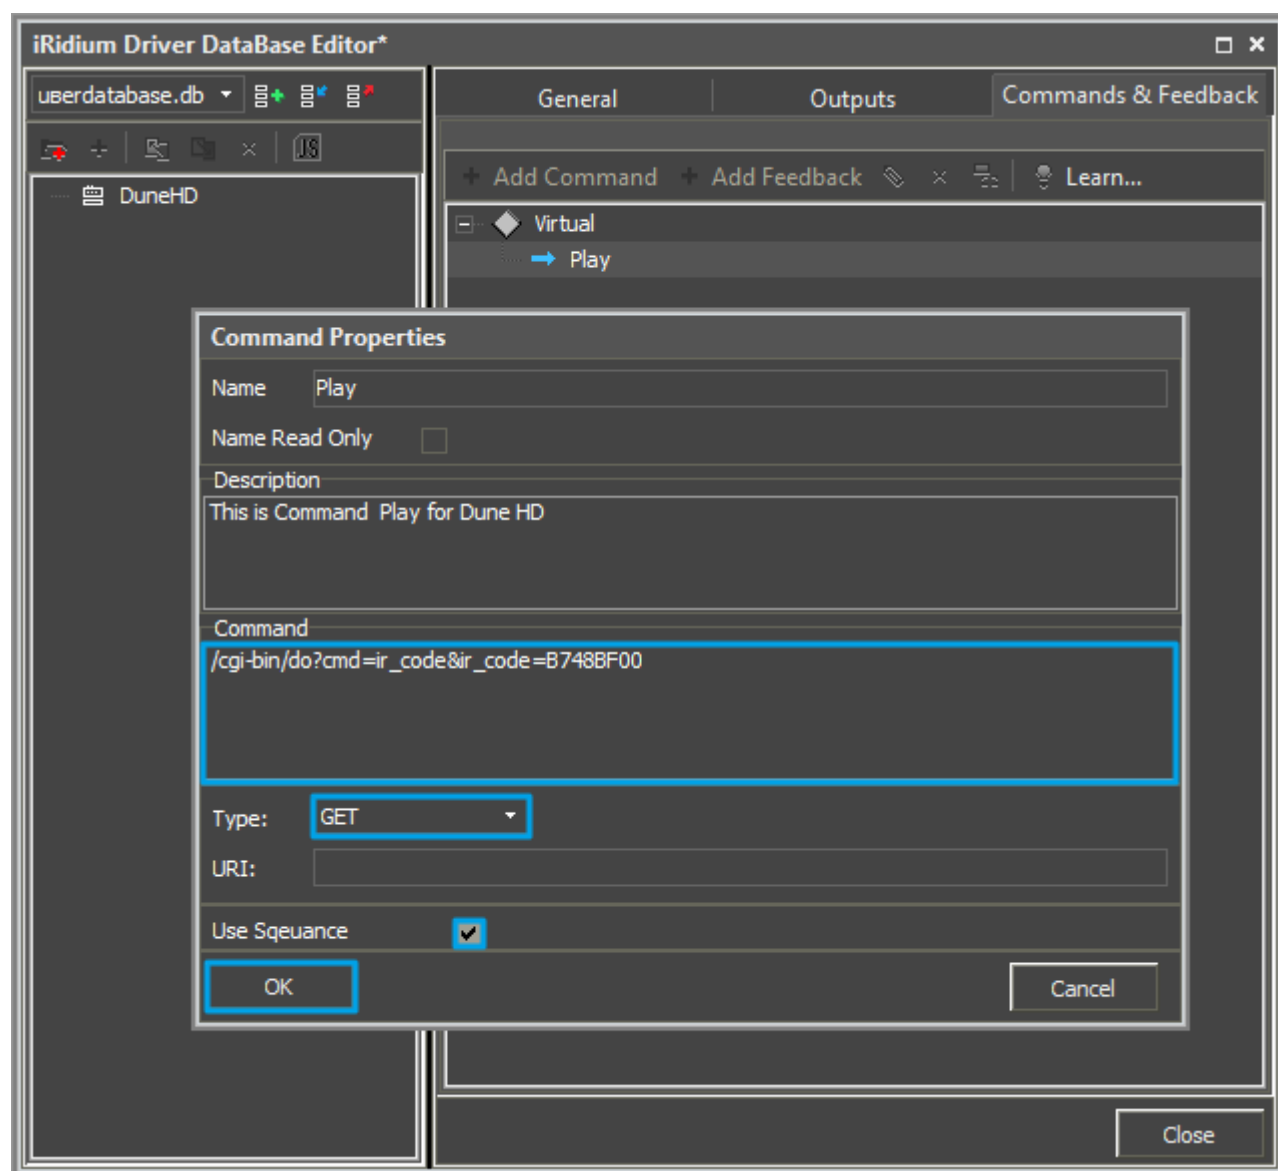 iRidium Driver DataBase Editor*
uвerdatabase.db
General
Outputs
Commands & Feedback
JS
Add Command
Add Feedback
Learn...
DuneHD
Virtual
Play
Command Properties
Name
Play
Name Read Only
Description
This is Command  Play for Dune HD
Command
/cgi-bin/do?cmd=ir_code&ir_code=B748BF00
Type:
GET
URI:
Use Sqeuance
OK
Cancel
Close